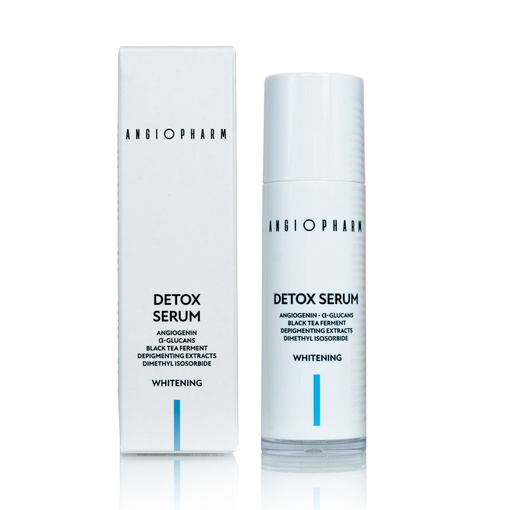 ANGIOPHARM
DETOX
SERUM
ANGIOGENIN
α-GLUCANS
BLACK TEA FERMENT
DEPIGMENTING EXTRACTS
DIMETHYL ISOSORBIDE
WHITENING
ANGIOPHARM
DETOX SERUM
ANGIOGENIN • α-GLUCANS
BLACK TEA FERMENT
DEPIGMENTING EXTRACTS
DIMETHYL ISOSORBIDE
WHITENING